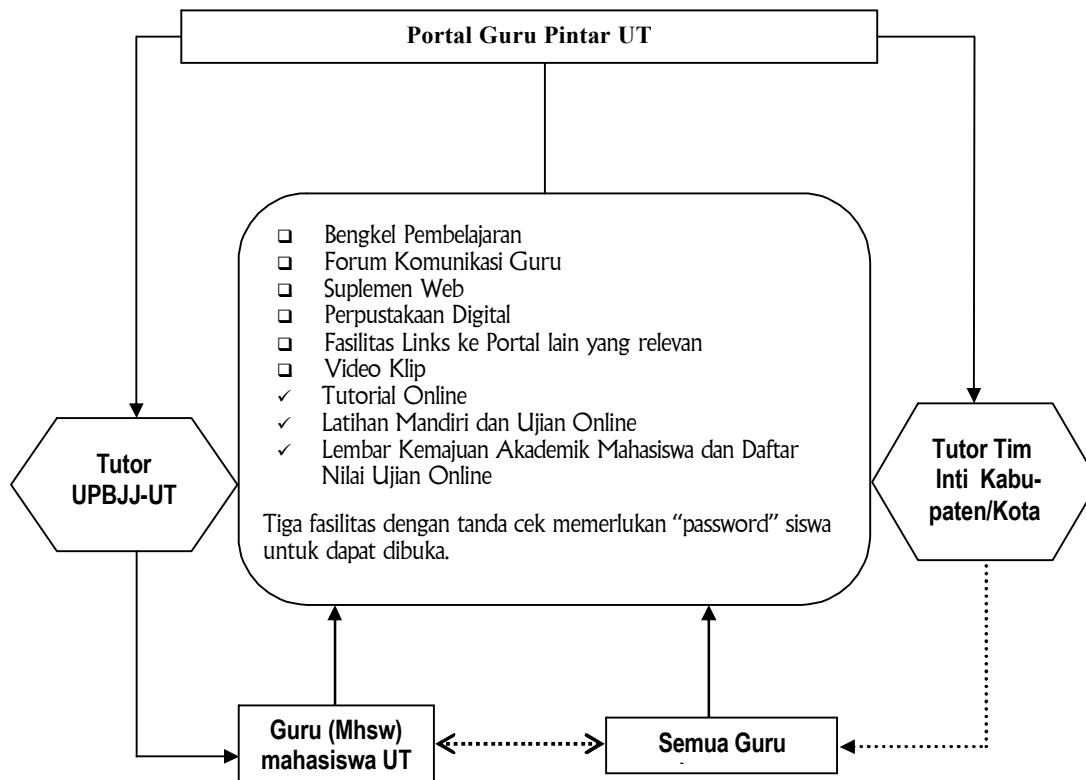 Portal Guru Pintar UT
Bengkel Pembelajaran
Forum Komunikasi Guru
Suplemen Web
Perpustakaan Digital
Fasilitas Links ke Portal lain yang relevan
Video Klip
✓ Tutorial Online
✓ Latihan Mandiri dan Ujian Online
✓ Lembar Kemajuan Akademik Mahasiswa dan Daftar
Nilai Ujian Online
Tiga fasilitas dengan tanda cek memerlukan “password” siswa
untuk dapat dibuka.
Tutor
UPBJJ-UT
Tutor Tim
Inti Kabu-
paten/Kota
Guru (Mhsw)
mahasiswa UT
Semua Guru